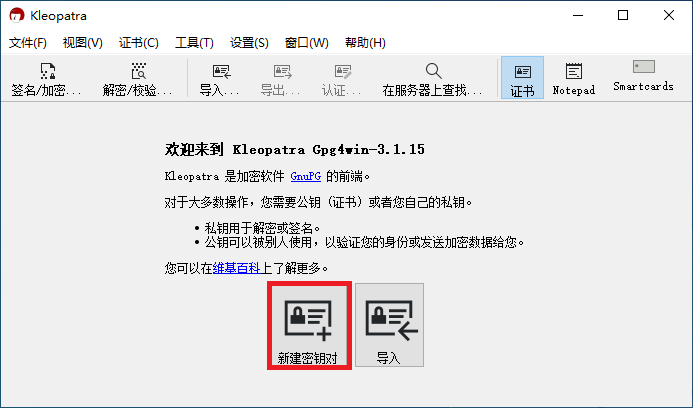 Kleopatra
文件(F) 视图(V) 证书(C) 工具(T) 设置(S) 窗口(W) 帮助(H)
签名/加密... 解密/校验... 导入... 导出... 认证... 在服务器上查找... 证书 Notepad Smartcards
欢迎来到 Kleopatra Gpg4win-3.1.15
Kleopatra 是加密软件 GnuPG 的前端。
对于大多数操作，您需要公钥（证书）或者您自己的私钥。
• 私钥用于解密或签名。
• 公钥可以被别人使用，以验证您的身份或发送加密数据给您。
您可以在维基百科上了解更多。
新建密钥对 导入